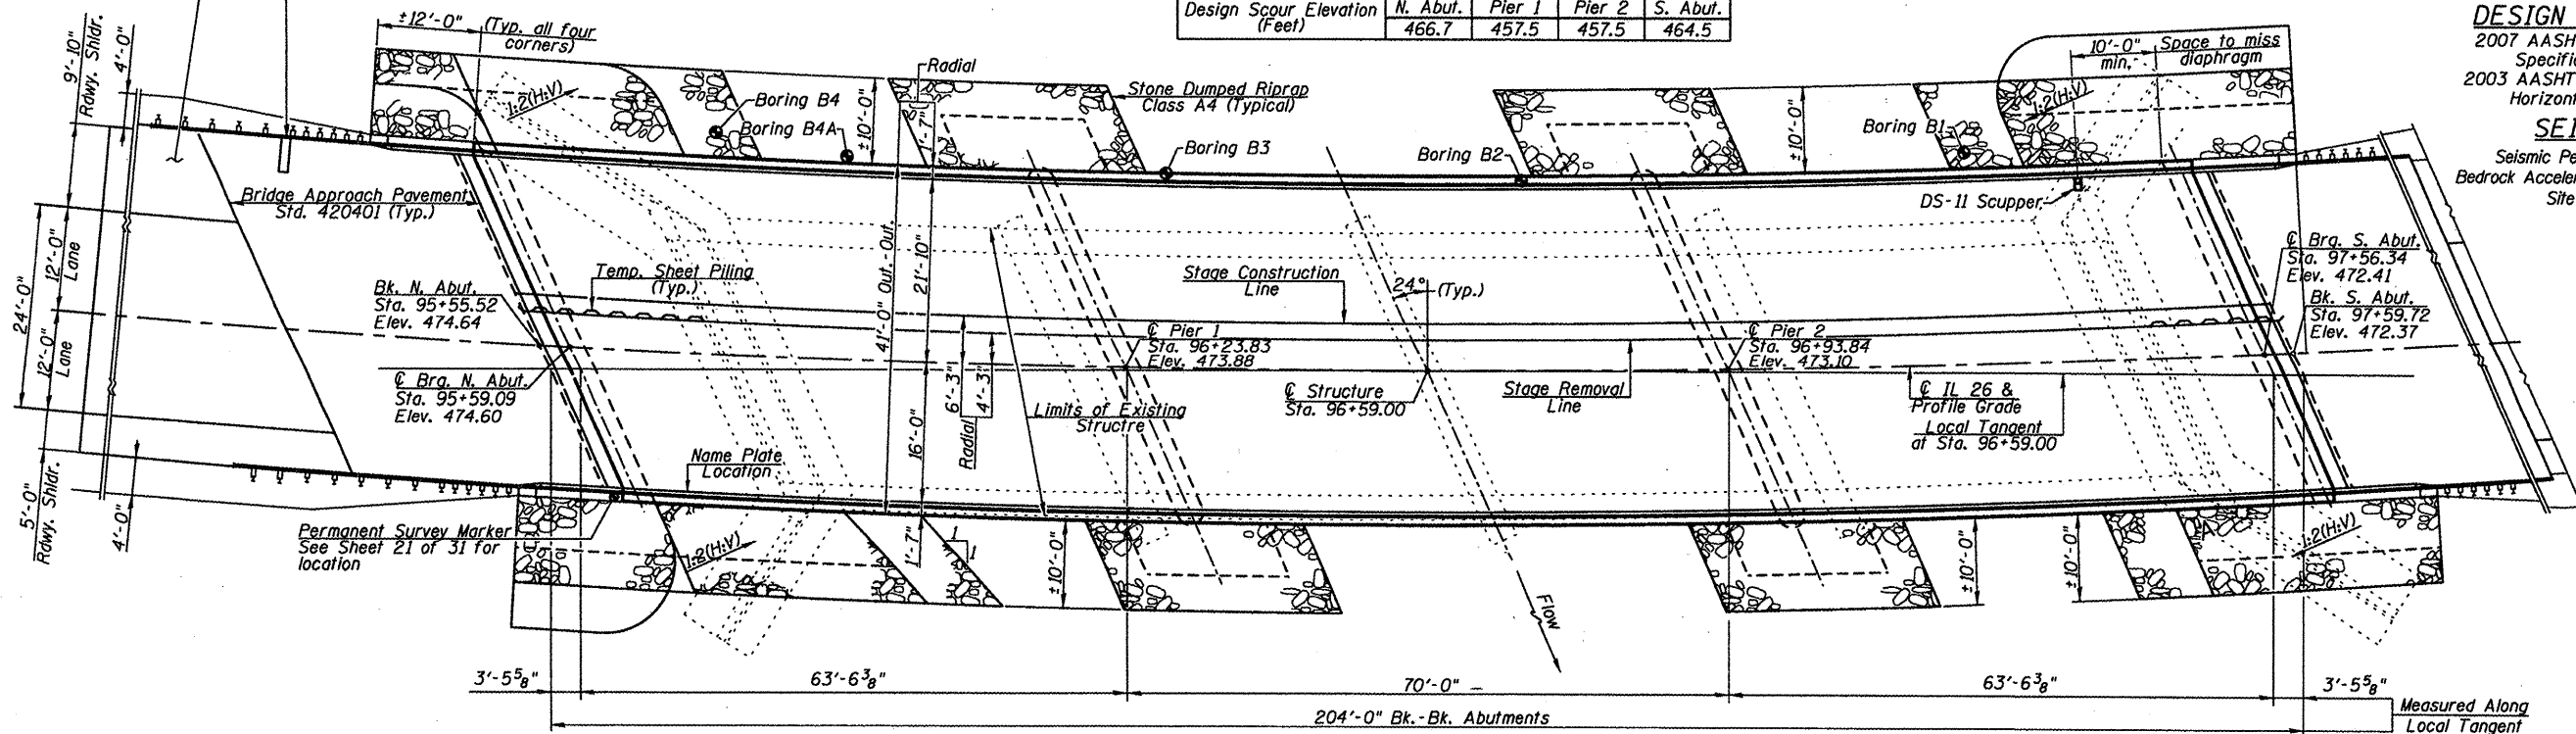 Design Scour Elevation
(Feet)
N. Abut.
Pier 1
Pier 2
S. Abut.
466.7
457.5
457.5
464.5
DESIGN
2007 AASH
Specific
2003 AASHT
Horizont
SEI
Seismic Pe
Bedrock Acceler
Site
±12'-0"
(Typ. all four
corners)
9'-10"
Rdwy. Shldr.
4'-0"
1:2(H:V)
Boring B4
Boring B4A
±10'-0"
Radial
1'-7"
Stone Dumped Riprap
Class A4 (Typical)
Boring B3
Boring B2
±10'-0"
Boring B1
10'-0"
min.
Space to miss
diaphragm
1:2(H:V)
DS-11 Scupper
Bridge Approach Pavement
Std. 420401 (Typ.)
24'-0"
12'-0"
Lane
12'-0"
Lane
Bk. N. Abut.
Sta. 95+55.52
Elev. 474.64
Temp. Sheet Piling
(Typ.)
41'-0" Out.-Out.
21'-10"
Stage Construction
Line
24° (Typ.)
℄ Brg. S. Abut.
Sta. 97+56.34
Elev. 472.41
Bk. S. Abut.
Sta. 97+59.72
Elev. 472.37
℄ Brg. N. Abut.
Sta. 95+59.09
Elev. 474.60
6'-3"
4'-3"
Radial
16'-0"
℄ Pier 1
Sta. 96+23.83
Elev. 473.88
Limits of Existing
Structre
℄ Structure
Sta. 96+59.00
Stage Removal
Line
℄ Pier 2
Sta. 96+93.84
Elev. 473.10
℄ IL 26 &
Profile Grade
Local Tangent
at Sta. 96+59.00
5'-0"
Rdwy. Shldr.
4'-0"
Name Plate
Location
Permanent Survey Marker
See Sheet 21 of 31 for
location
1:2(H:V)
1'-7"
1
1
±10'-0"
Flow
±10'-0"
±10'-0"
1:2(H:V)
3'-5⅝"
63'-6⅜"
70'-0"
63'-6⅜"
3'-5⅝"
204'-0" Bk.-Bk. Abutments
Measured Along
Local Tangent